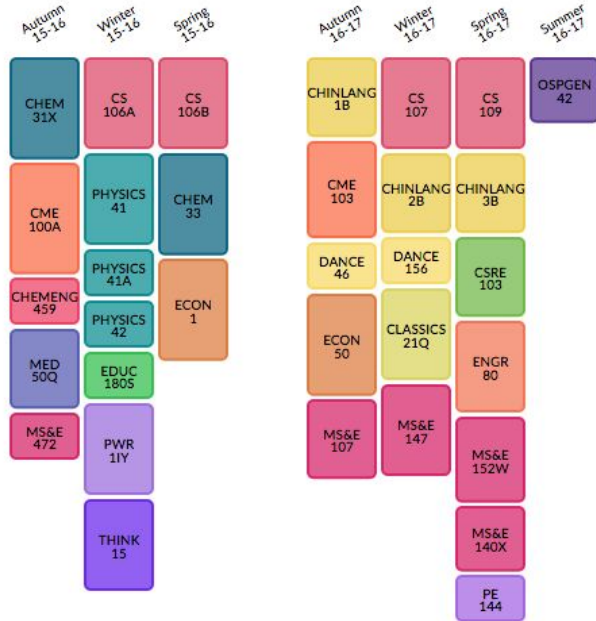 Autumn
15-16
Winter
15-16
Spring
15-16
Autumn
16-17
Winter
16-17
Spring
16-17
Summer
16-17
CHEM
31X
CME
100A
CHEMENG
459
MED
50Q
MS&E
472
CS
106A
PHYSICS
41
PHYSICS
41A
PHYSICS
42
EDUC
180S
PWR
1IY
THINK
15
CS
106B
CHEM
33
ECON
1
CHINLANG
1B
CME
103
DANCE
46
ECON
50
MS&E
107
CS
107
CHINLANG
2B
DANCE
156
CLASSICS
21Q
MS&E
147
CS
109
CHINLANG
3B
CSRE
103
ENGR
80
MS&E
152W
MS&E
140X
PE
144
OSPGEN
42